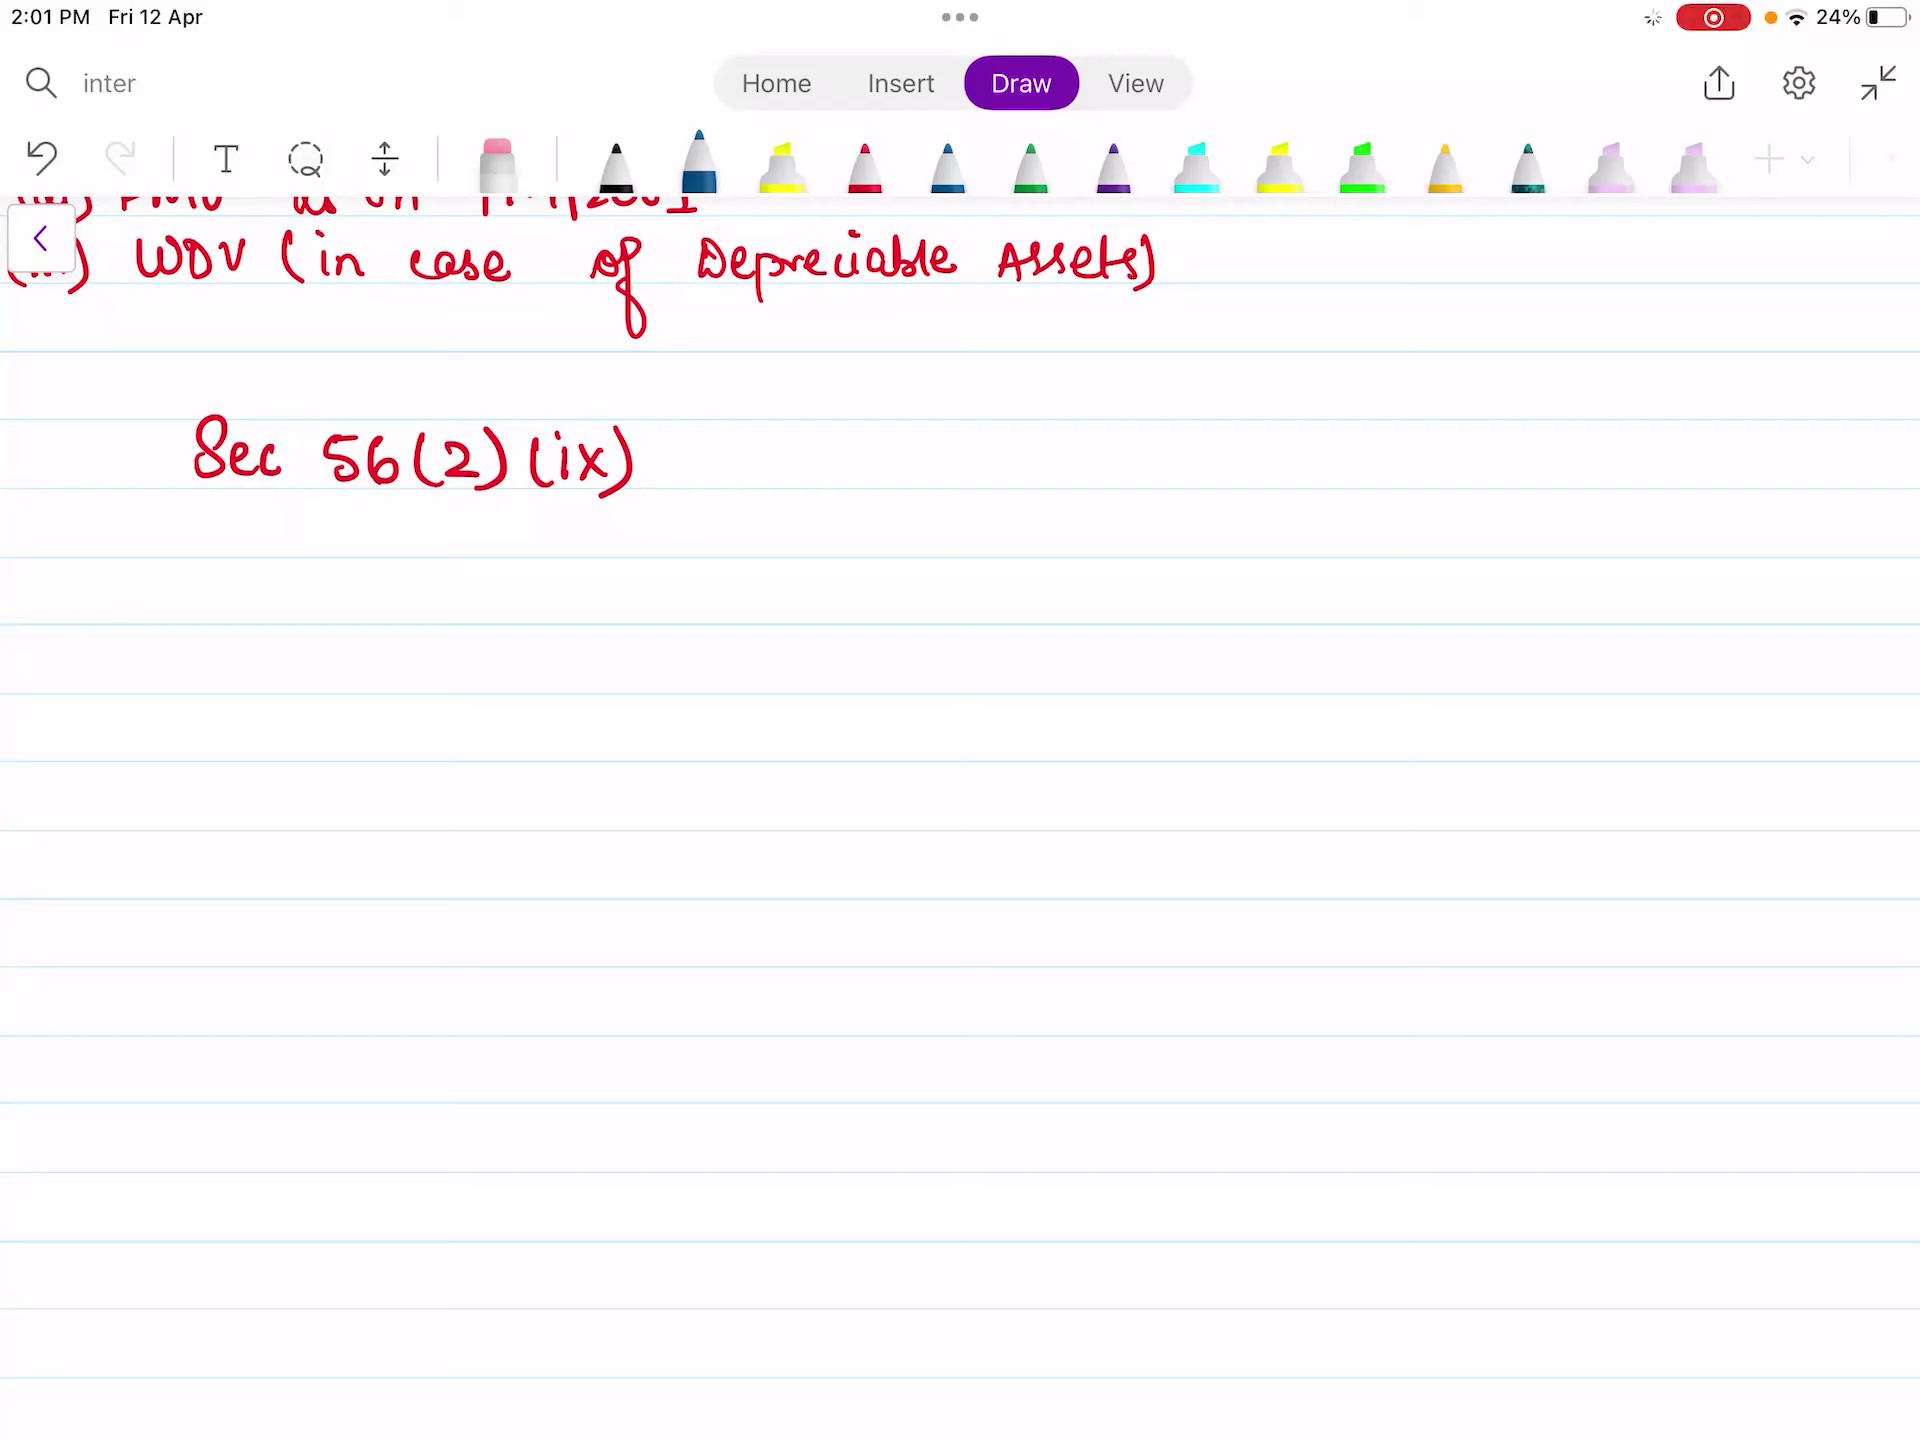 2:01 PM Fri 12 Apr 24%
inter Home Insert Draw View
T
WDV (in case of Depreciable Assets)
Sec 56(2)(ix)